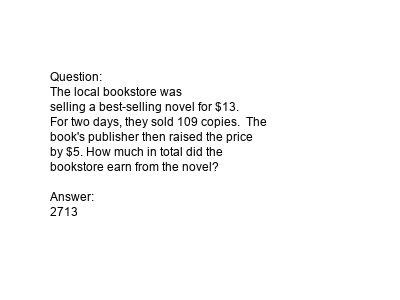 Question:
The local bookstore was
selling a best-selling novel for $13.
For two days, they sold 109 copies.  The
book's publisher then raised the price
by $5. How much in total did the
bookstore earn from the novel?

Answer:
2713